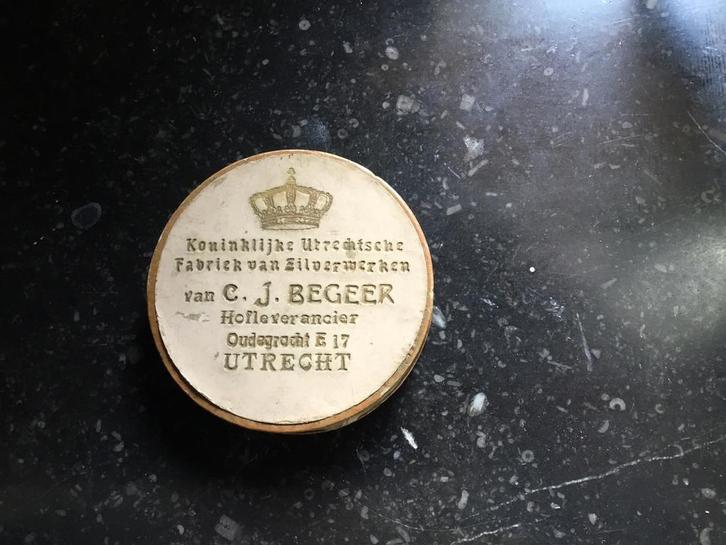 Koninklijke Utrechtsche
Fabriek van Zilverwerken
van C. J. BEGEER
Hofleverancier
Oudegracht E 17
UTRECHT